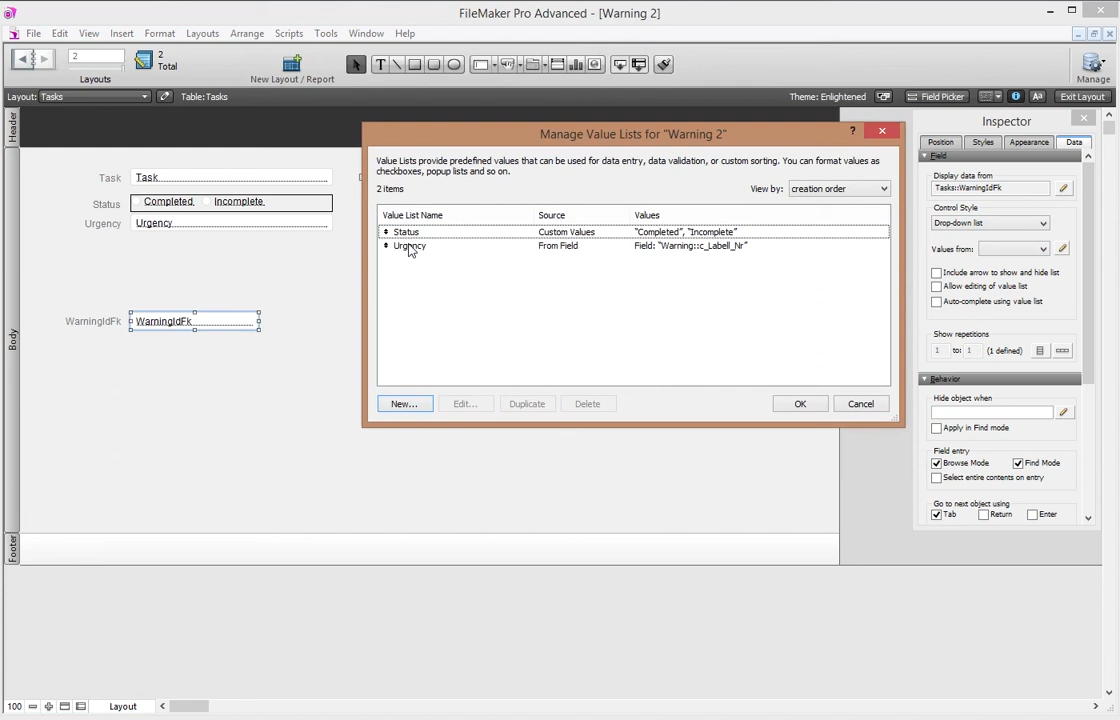 FileMaker Pro Advanced - [Warning 2]
File Edit View Insert Format Layouts Arrange Scripts Tools Window Help
2
Layouts
2
Total
New Layout / Report
Manage
Layout: Tasks
Table:Tasks
Theme: Enlightened
Field Picker
Aa
Exit Layout
Header
Body
Footer
Task Task
Status Completed Incomplete
Urgency Urgency
WarningIdFk WarningIdFk
Manage Value Lists for "Warning 2"
?
Value Lists provide predefined values that can be used for data entry, data validation, or custom sorting. You can format values as
checkboxes, popup lists and so on.
2 items
View by: creation order
Value List Name Source Values
Status Custom Values "Completed", "Incomplete"
Urgency From Field Field: "Warning::c_Labell_Nr"
New... Edit... Duplicate Delete OK Cancel
Inspector
Position Styles Appearance Data
Field
Display data from
Tasks::WarningIdFk
Control Style
Drop-down list
Values from:
Include arrow to show and hide list
Allow editing of value list
Auto-complete using value list
Show repetitions
1 to: 1 (1 defined)
Behavior
Hide object when
Apply in Find mode
Field entry
Browse Mode Find Mode
Select entire contents on entry
Go to next object using
Tab Return Enter
100 Layout